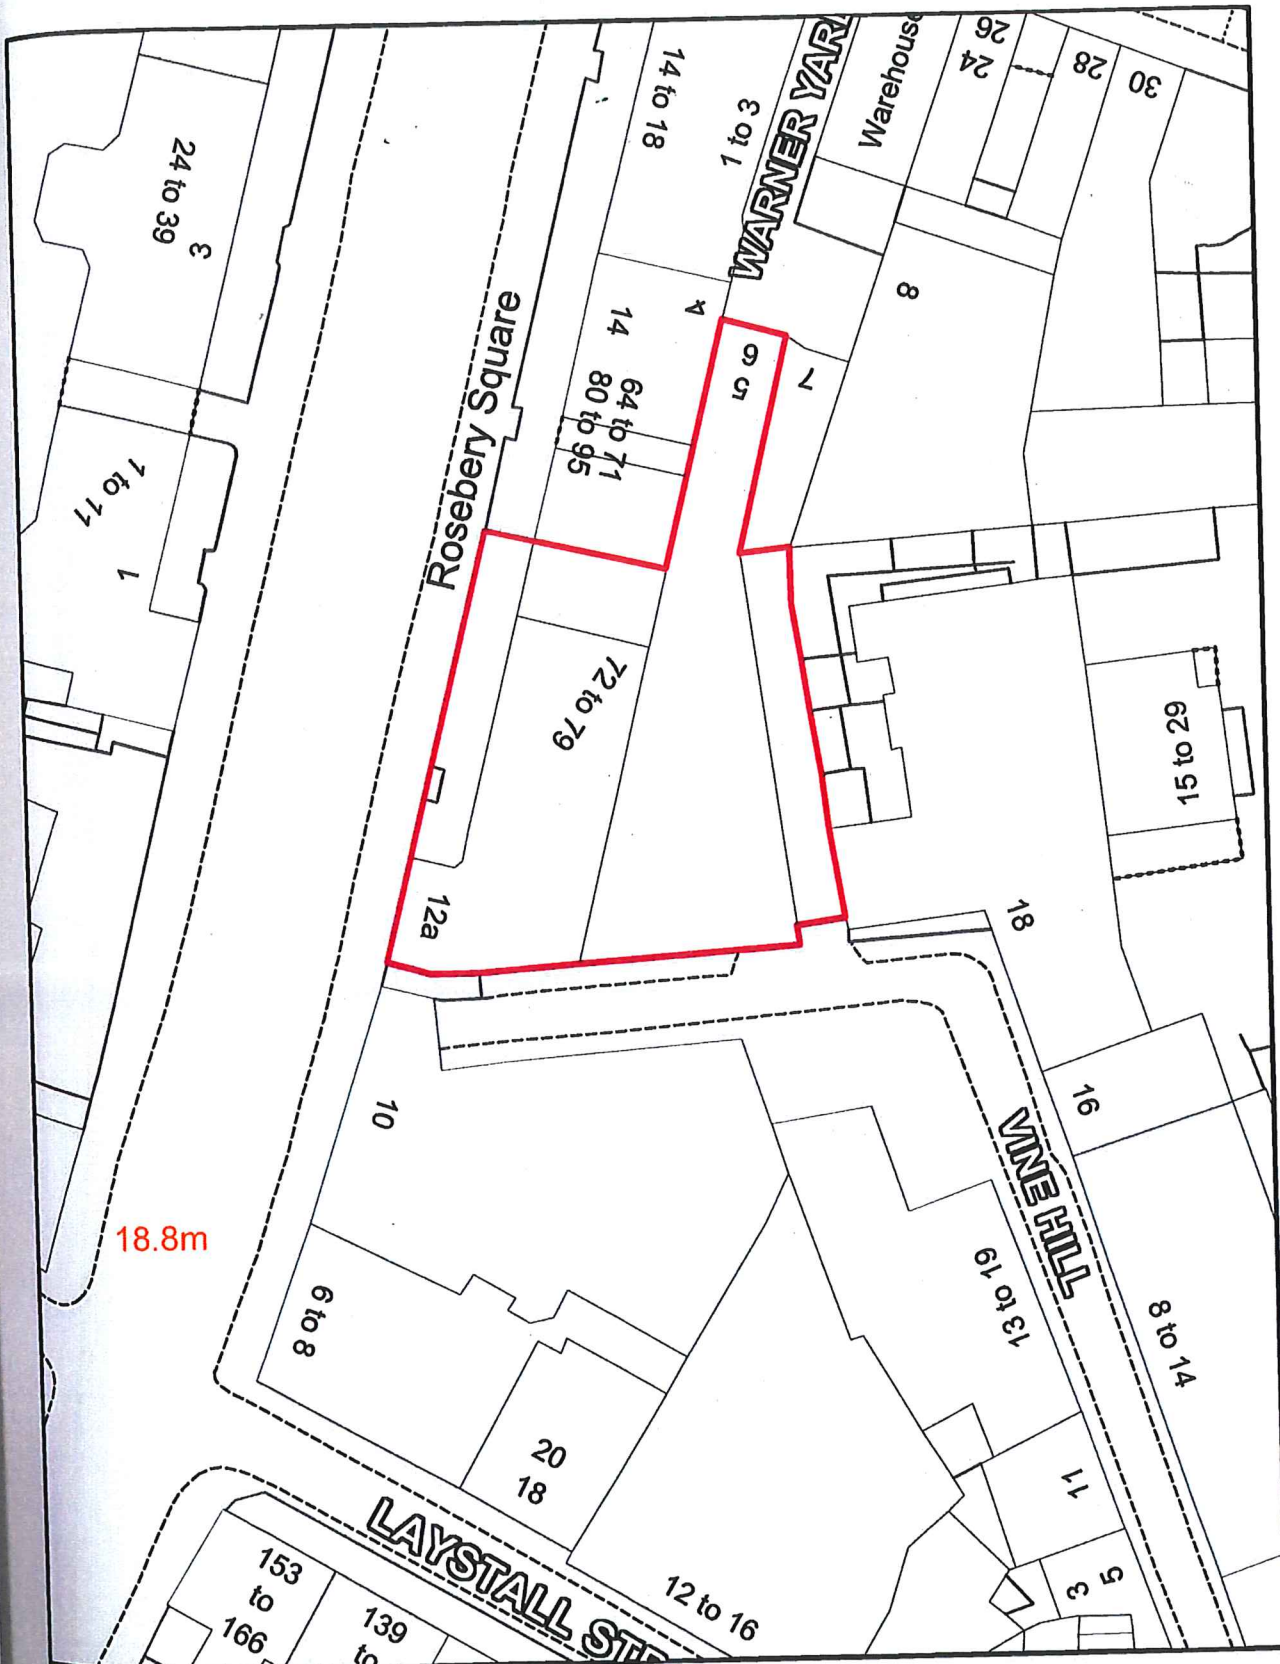 14 to 18
1 to 3
WARNER YARD
Warehouse
26
24
28
30
24 to 39
3
8
4
14
64 to 71
80 to 95
6
5
7
Rosebery Square
1 to 11
1
72 to 79
15 to 29
12a
18
10
16
VINE HILL
18.8m
13 to 19
6 to 8
8 to 14
20
18
11
LAYSTALL STR
153
to
166
139
to
12 to 16
3
5